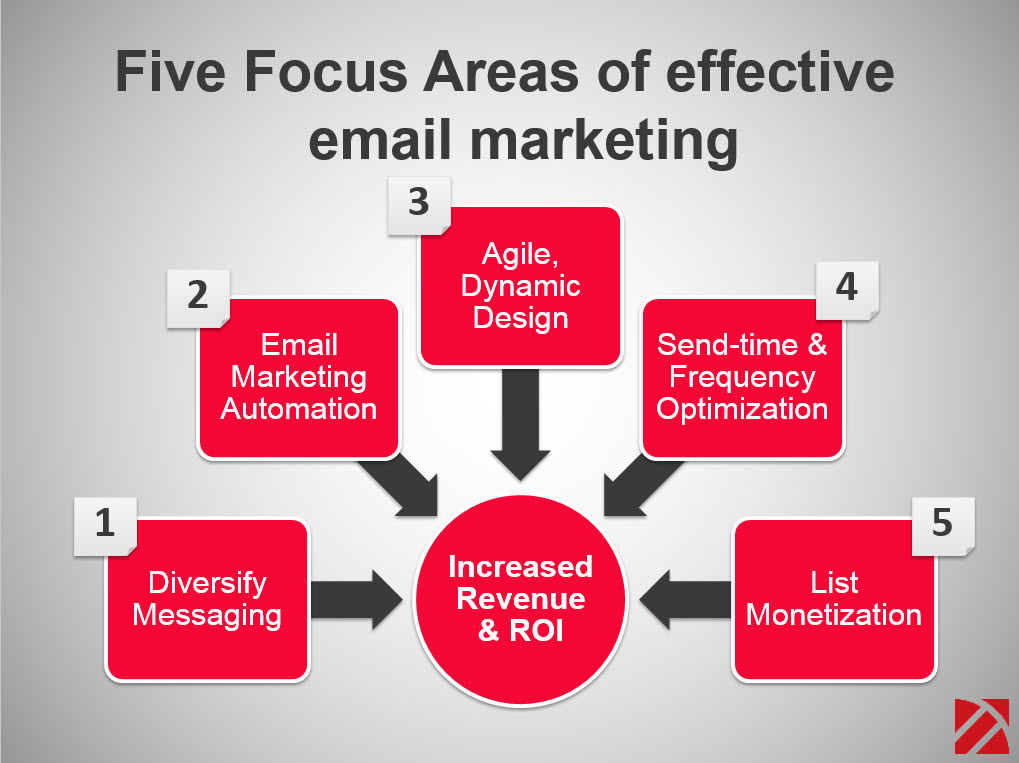 Five Focus Areas of effective
email marketing
1
Diversify
Messaging
2
Email
Marketing
Automation
3
Agile,
Dynamic
Design
4
Send-time &
Frequency
Optimization
5
List
Monetization
Increased
Revenue
& ROI